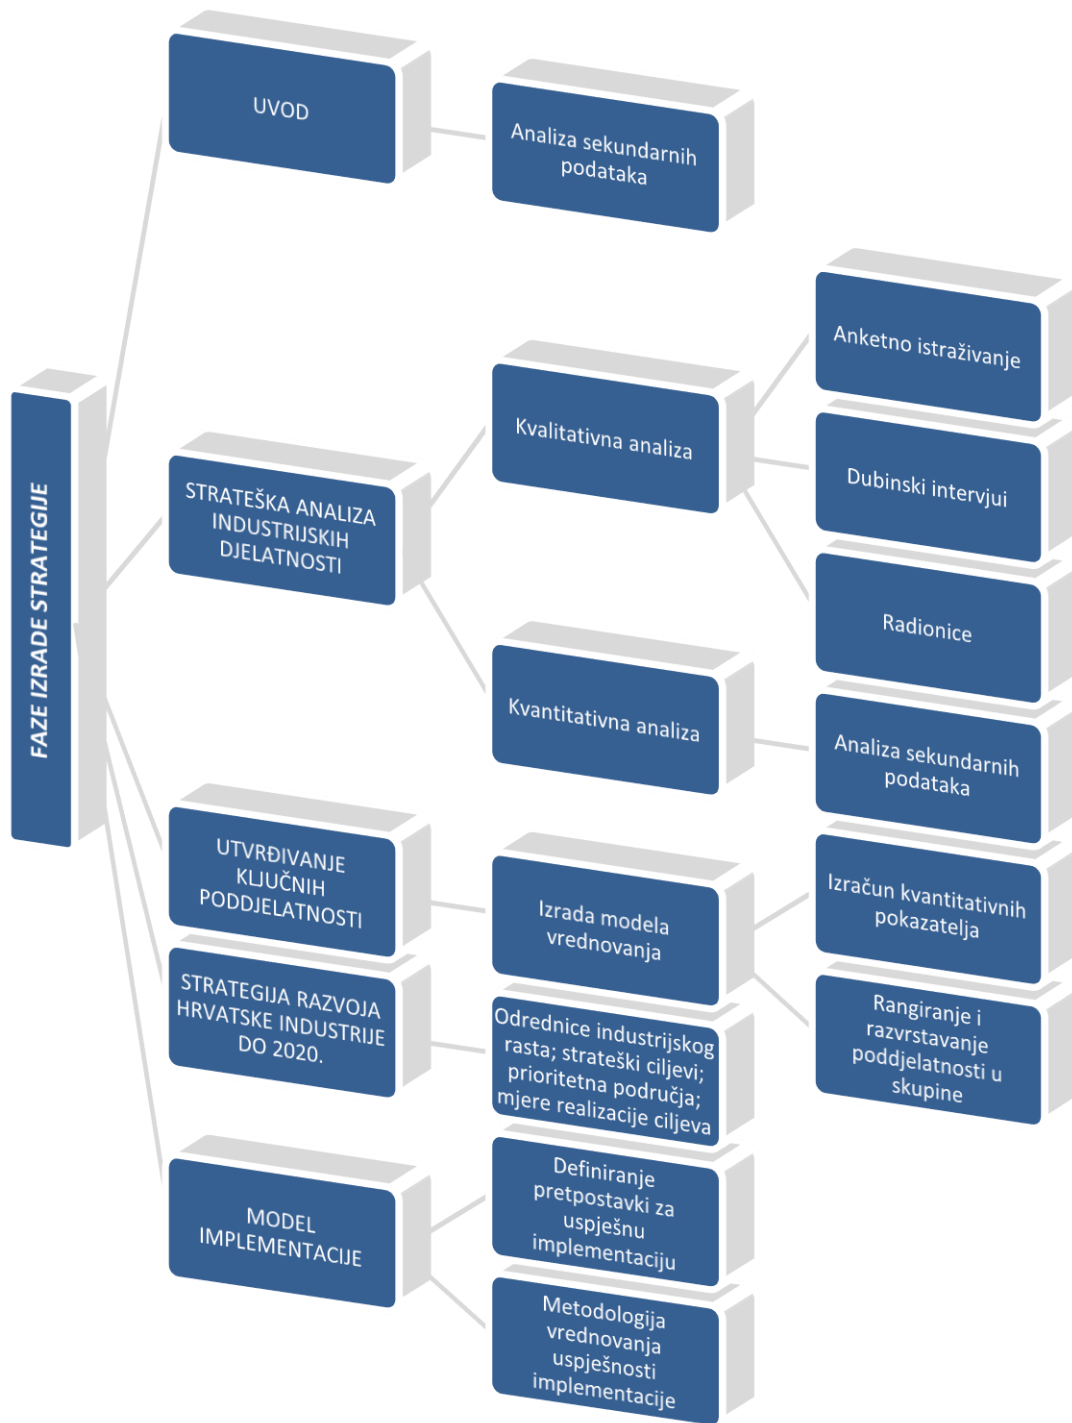 FAZE IZRADE STRATEGIJE
UVOD
Analiza sekundarnih
podataka
STRATEŠKA ANALIZA
INDUSTRIJSKIH
DJELATNOSTI
Kvalitativna analiza
Anketno istraživanje
Dubinski intervjui
Radionice
Kvantitativna analiza
Analiza sekundarnih
podataka
UTVRĐIVANJE
KLJUČNIH
PODDJELATNOSTI
Izrada modela
vrednovanja
Izračun kvantitativnih
pokazatelja
Rangiranje i
razvrstavanje
poddjelatnosti u
skupine
STRATEGIJA RAZVOJA
HRVATSKE INDUSTRIJE
DO 2020.
Odrednice industrijskog
rasta; strateški ciljevi;
prioritetna područja;
mjere realizacije ciljeva
MODEL
IMPLEMENTACIJE
Definiranje
pretpostavki za
uspješnu
implementaciju
Metodologija
vrednovanja
uspješnosti
implementacije